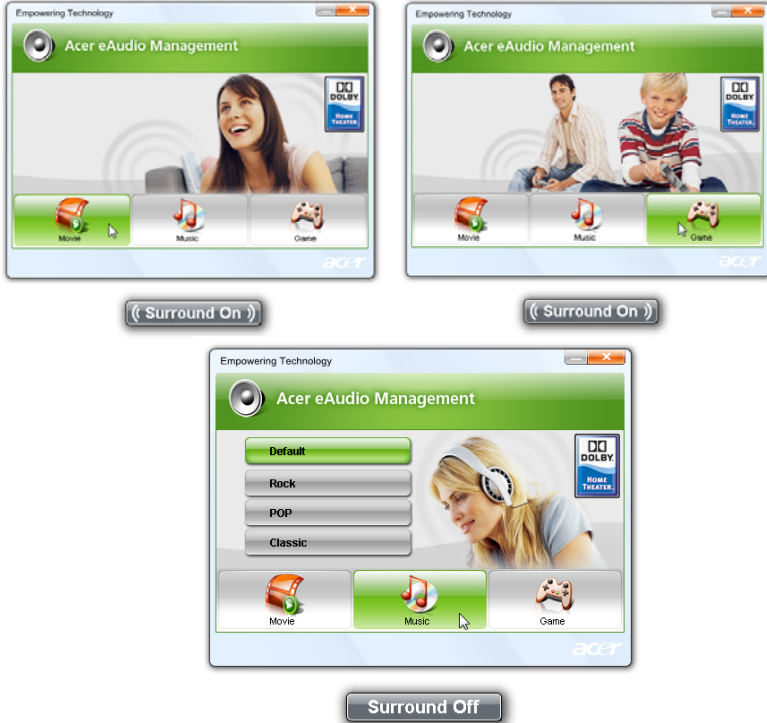 Empowering Technology
Acer eAudio Management
DOLBY
HOME THEATER
Movie
Music
Game
acer
Empowering Technology
Acer eAudio Management
DOLBY
HOME THEATER
Movie
Music
Game
acer
(( Surround On ))
(( Surround On ))
Empowering Technology
Acer eAudio Management
Default
Rock
POP
Classic
DOLBY
HOME THEATER
Movie
Music
Game
acer
Surround Off